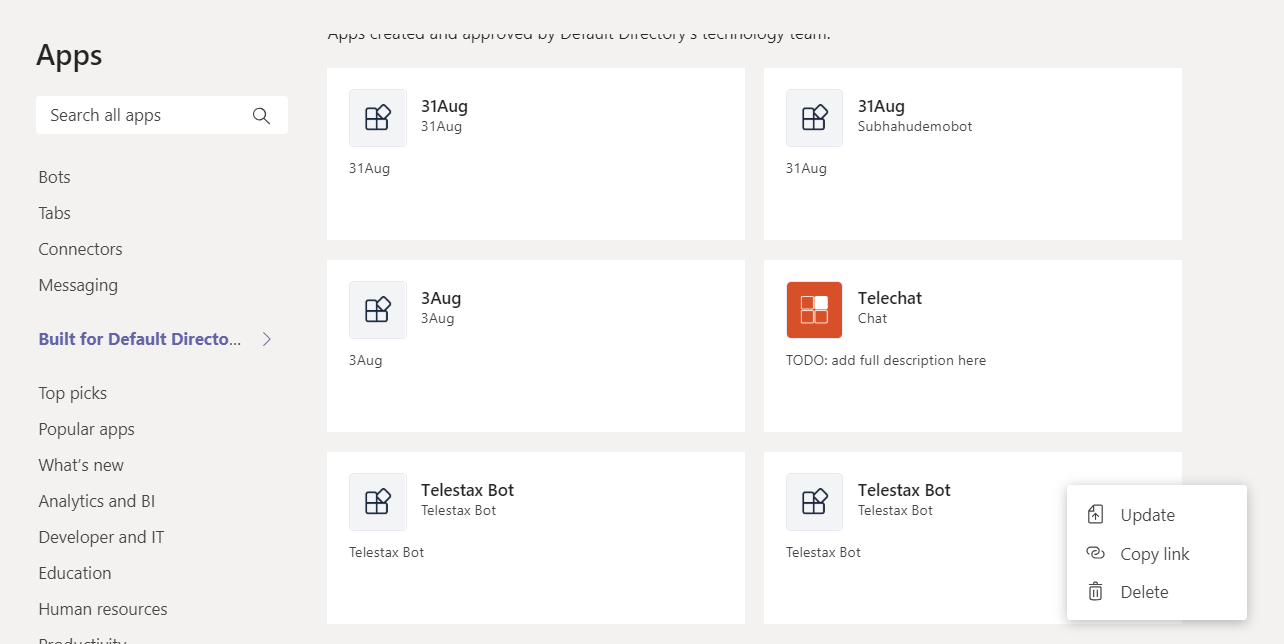 Apps created and approved by Default Directory's technology team.
Apps
Search all apps
Bots
Tabs
Connectors
Messaging
Built for Default Directo...
Top picks
Popular apps
What's new
Analytics and BI
Developer and IT
Education
Human resources
Productivity
31Aug
31Aug
31Aug
31Aug
Subhahudemobot
31Aug
3Aug
3Aug
3Aug
Telechat
Chat
TODO: add full description here
Telestax Bot
Telestax Bot
Telestax Bot
Telestax Bot
Telestax Bot
Telestax Bot
Update
Copy link
Delete